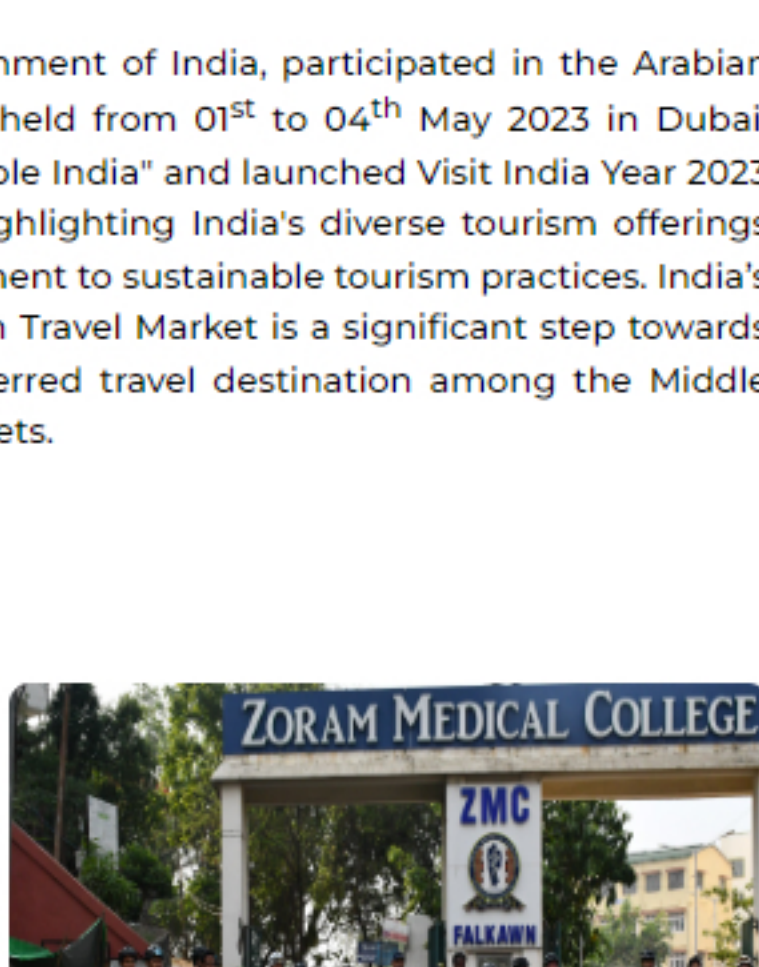 nment of India, participated in the Arabian
held from 01st to 04th May 2023 in Dubai
ble India" and launched Visit India Year 2023
ghlighting India's diverse tourism offerings
nent to sustainable tourism practices. India’s
n Travel Market is a significant step towards
erred travel destination among the Middle
ets.
ZORAM MEDICAL COLLEGE
ZMC
FALKAWN